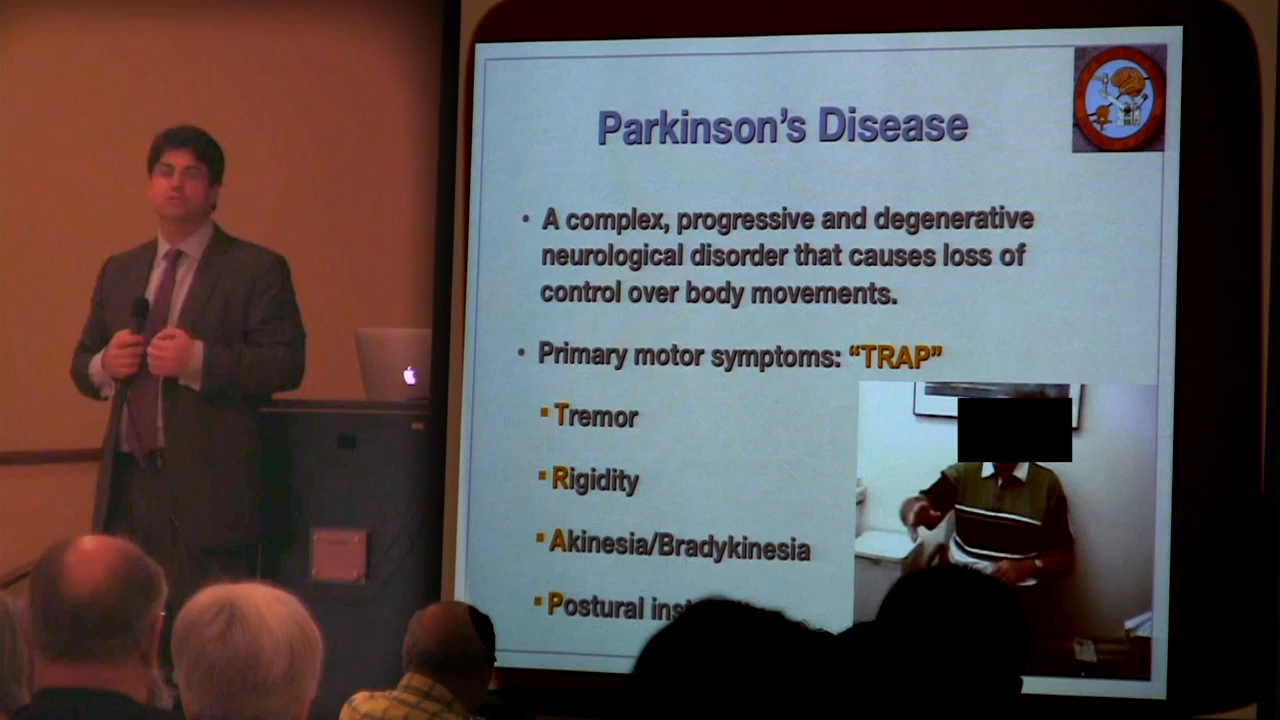 Parkinson's Disease
• A complex, progressive and degenerative
neurological disorder that causes loss of
control over body movements.
• Primary motor symptoms: “TRAP”
▪ Tremor
▪ Rigidity
▪ Akinesia/Bradykinesia
▪ Postural